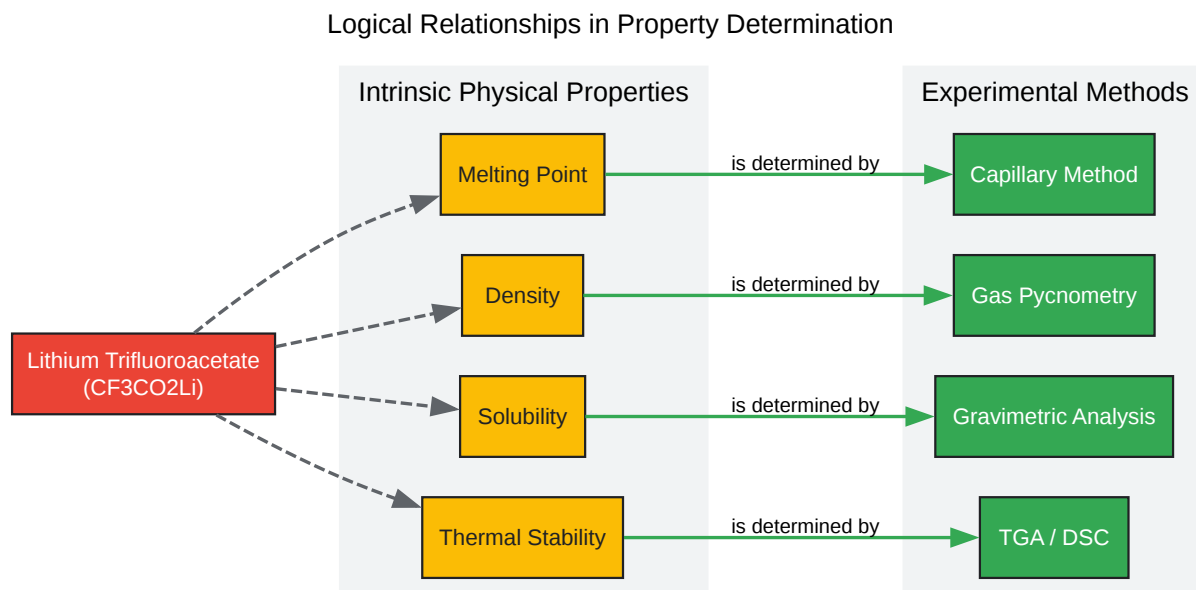 Logical Relationships in Property Determination
Intrinsic Physical Properties
Experimental Methods
Melting Point
is determined by
Capillary Method
Density
is determined by
Gas Pycnometry
Lithium Trifluoroacetate
(CF3CO2Li)
Solubility
is determined by
Gravimetric Analysis
Thermal Stability
is determined by
TGA / DSC